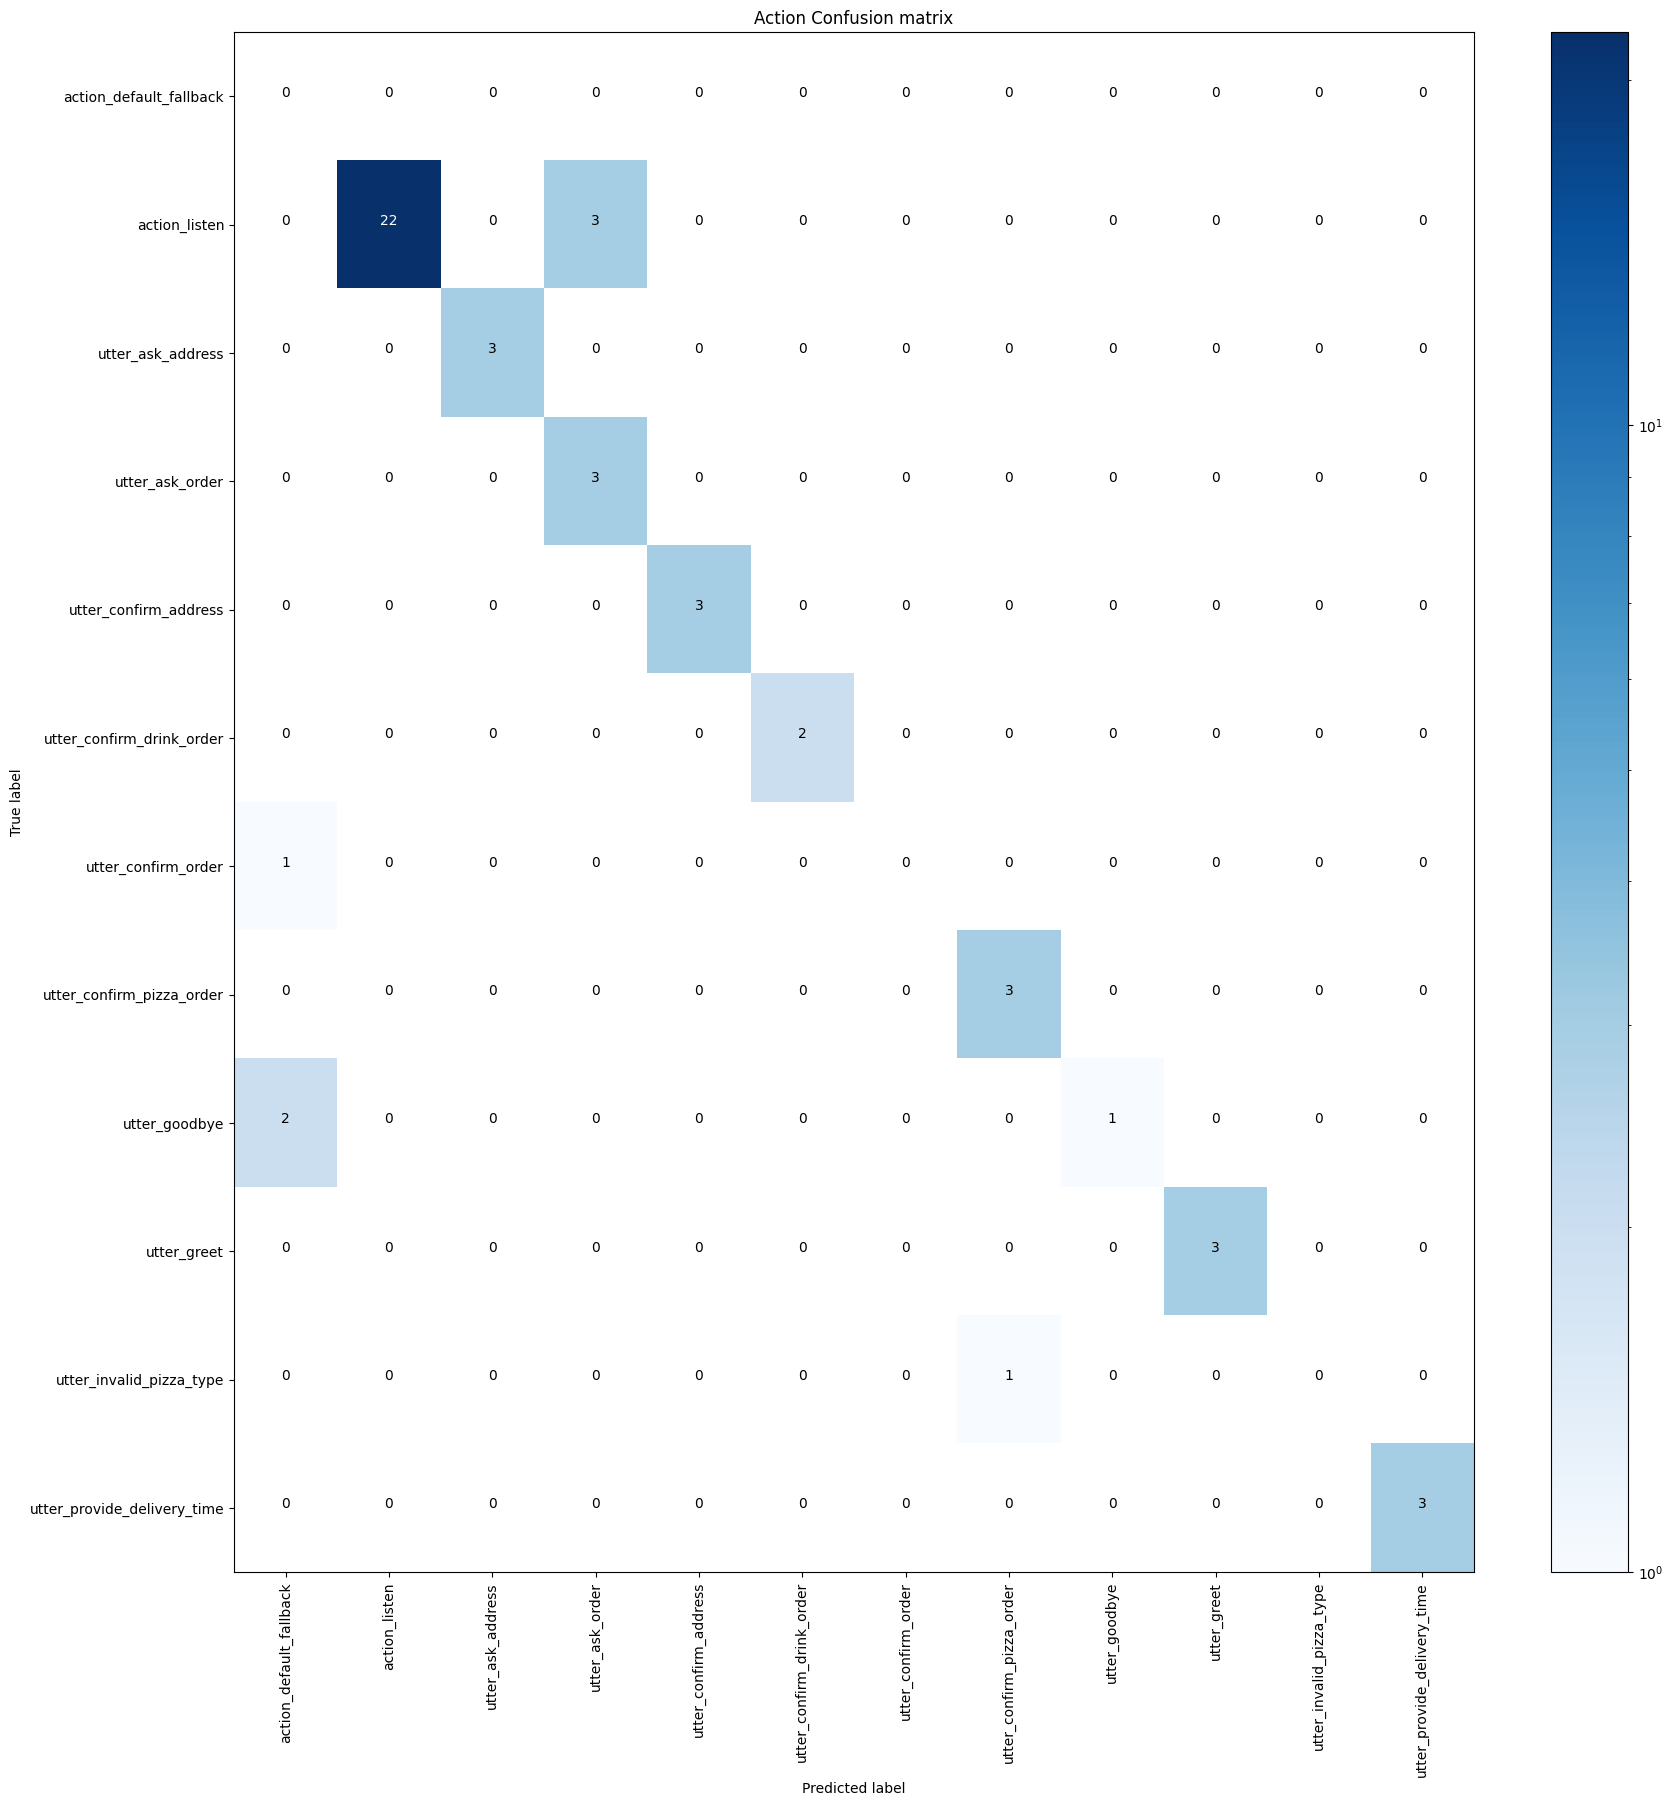 Action Confusion matrix
action_default_fallback 0 0 0 0 0 0 0 0 0 0 0 0
action_listen 0 22 0 3 0 0 0 0 0 0 0 0
utter_ask_address 0 0 3 0 0 0 0 0 0 0 0 0
10¹
utter_ask_order 0 0 0 3 0 0 0 0 0 0 0 0
utter_confirm_address 0 0 0 0 3 0 0 0 0 0 0 0
utter_confirm_drink_order 0 0 0 0 0 2 0 0 0 0 0 0
True label
utter_confirm_order 1 0 0 0 0 0 0 0 0 0 0 0
utter_confirm_pizza_order 0 0 0 0 0 0 0 3 0 0 0 0
utter_goodbye 2 0 0 0 0 0 0 0 1 0 0 0
utter_greet 0 0 0 0 0 0 0 0 0 3 0 0
utter_invalid_pizza_type 0 0 0 0 0 0 0 1 0 0 0 0
utter_provide_delivery_time 0 0 0 0 0 0 0 0 0 0 0 3
10⁰
action_default_fallback
action_listen
utter_ask_address
utter_ask_order
utter_confirm_address
utter_confirm_drink_order
utter_confirm_order
utter_confirm_pizza_order
utter_goodbye
utter_greet
utter_invalid_pizza_type
utter_provide_delivery_time
Predicted label